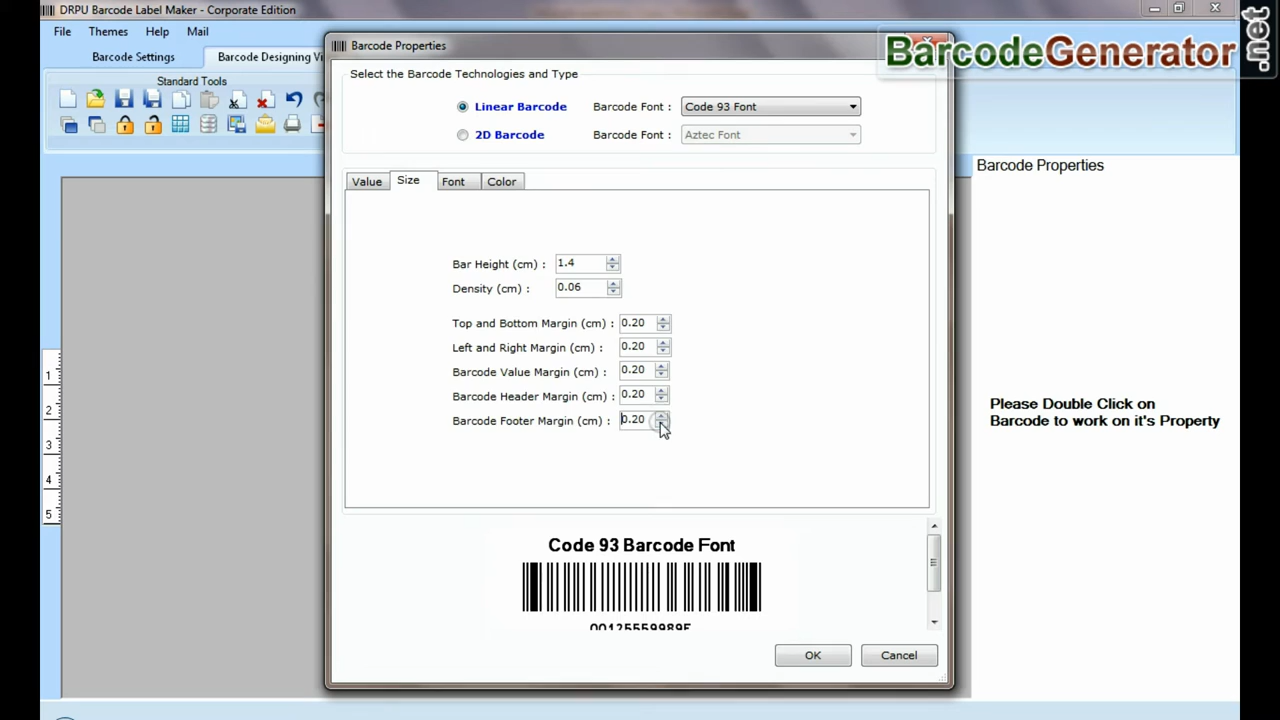 DRPU Barcode Label Maker - Corporate Edition
File Themes Help Mail
Barcode Settings Barcode Designing Vi
Standard Tools
Barcode Properties
BarcodeGenerator.net
Select the Barcode Technologies and Type
Linear Barcode Barcode Font : Code 93 Font
2D Barcode Barcode Font : Aztec Font
Barcode Properties
Value Size Font Color
Bar Height (cm) : 1.4
Density (cm) : 0.06
Top and Bottom Margin (cm) : 0.20
Left and Right Margin (cm) : 0.20
Barcode Value Margin (cm) : 0.20
Barcode Header Margin (cm) : 0.20
Barcode Footer Margin (cm) : 0.20
1
2
3
4
5
Please Double Click on
Barcode to work on it's Property
Code 93 Barcode Font
OK Cancel